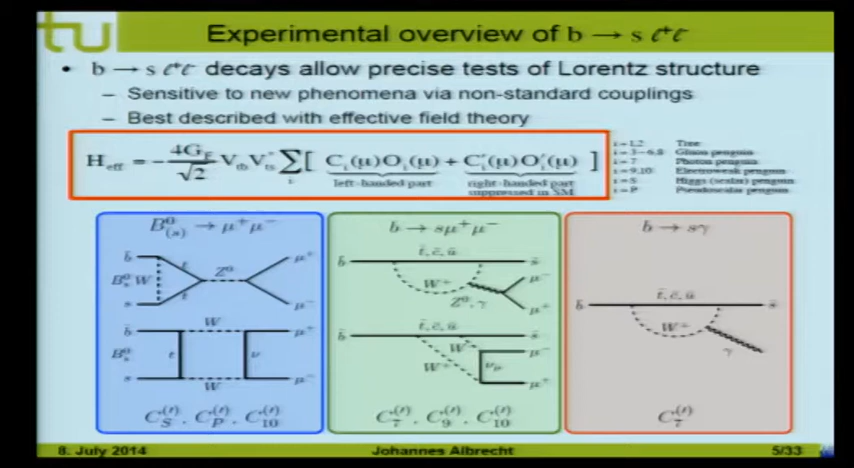 tu
Experimental overview of b → s ℓ⁺ℓ⁻
• b → s ℓ⁺ℓ⁻ decays allow precise tests of Lorentz structure
– Sensitive to new phenomena via non-standard couplings
– Best described with effective field theory
H_eff = −4G_F/√2 V_tb V*_ts Σ_i [ C_i(μ)O_i(μ) + C'_i(μ)O'_i(μ) ]
left-handed part right-handed part
suppressed in SM
i = 1,2 Tree
i = 3−6,8 Gluon penguin
i = 7 Photon penguin
i = 9,10 Electroweak penguin
i = S Higgs (scalar) penguin
i = P Pseudoscalar penguin
B⁰_(s) → μ⁺μ⁻
b̄ t μ⁺
B⁰_s W Z⁰
s t μ⁻
b̄ W μ⁺
B⁰_s t ν
s W μ⁻
C_S^(′) , C_P^(′) , C_10^(′)
b̄ → s̄μ⁺μ⁻
t̄, c̄, ū
b̄ s̄
W⁺ μ⁻
Z⁰, γ μ⁺
t̄, c̄, ū
b̄ s̄
W⁻ μ⁻
W⁺ ν_μ
μ⁺
C_7^(′) , C_9^(′) , C_10^(′)
b → sγ
t̄, c̄, ū
b̄ s̄
W⁺
γ
C_7^(′)
8. July 2014 Johannes Albrecht 5/33